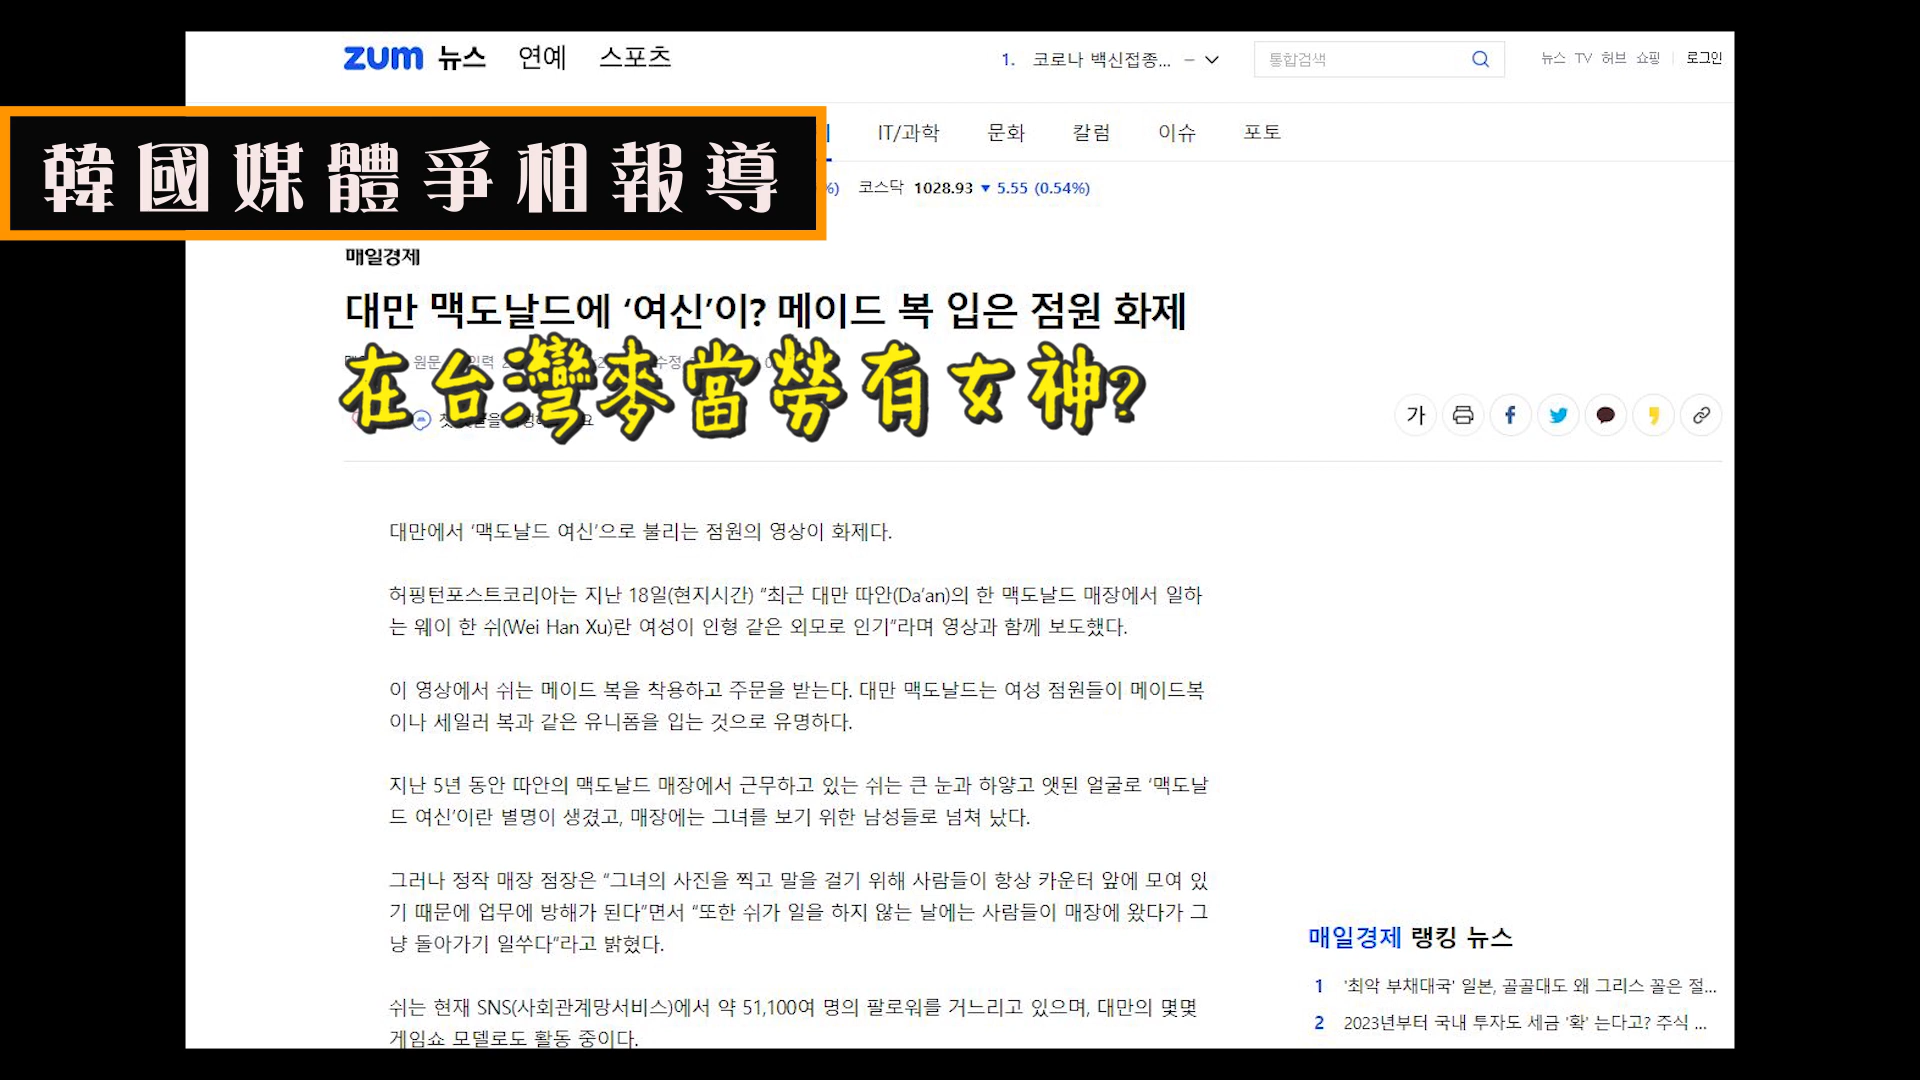 zum 뉴스 연예 스포츠
1. 코로나 백신접종... –
통합검색
뉴스 TV 허브 쇼핑 로그인
韓國媒體爭相報導
IT/과학 문화 칼럼 이슈 포토
%) 코스닥 1028.93 ▼ 5.55 (0.54%)
매일경제
대만 맥도날드에 ‘여신’이? 메이드 복 입은 점원 화제
원문
수정
在台灣麥當勞有女神?
가
대만에서 ‘맥도날드 여신’으로 불리는 점원의 영상이 화제다.
허핑턴포스트코리아는 지난 18일(현지시간) “최근 대만 따안(Da’an)의 한 맥도날드 매장에서 일하
는 웨이 한 쉬(Wei Han Xu)란 여성이 인형 같은 외모로 인기”라며 영상과 함께 보도했다.
이 영상에서 쉬는 메이드 복을 착용하고 주문을 받는다. 대만 맥도날드는 여성 점원들이 메이드복
이나 세일러 복과 같은 유니폼을 입는 것으로 유명하다.
지난 5년 동안 따안의 맥도날드 매장에서 근무하고 있는 쉬는 큰 눈과 하얗고 앳된 얼굴로 ‘맥도날
드 여신’이란 별명이 생겼고, 매장에는 그녀를 보기 위한 남성들로 넘쳐 났다.
그러나 정작 매장 점장은 “그녀의 사진을 찍고 말을 걸기 위해 사람들이 항상 카운터 앞에 모여 있
기 때문에 업무에 방해가 된다”면서 “또한 쉬가 일을 하지 않는 날에는 사람들이 매장에 왔다가 그
냥 돌아가기 일쑤다”라고 밝혔다.
쉬는 현재 SNS(사회관계망서비스)에서 약 51,100여 명의 팔로워를 거느리고 있으며, 대만의 몇몇
게임쇼 모델로도 활동 중이다.
매일경제 랭킹 뉴스
1 '최악 부채대국' 일본, 골골대도 왜 그리스 꼴은 절...
2 2023년부터 국내 투자도 세금 '확' 는다고? 주식 ...